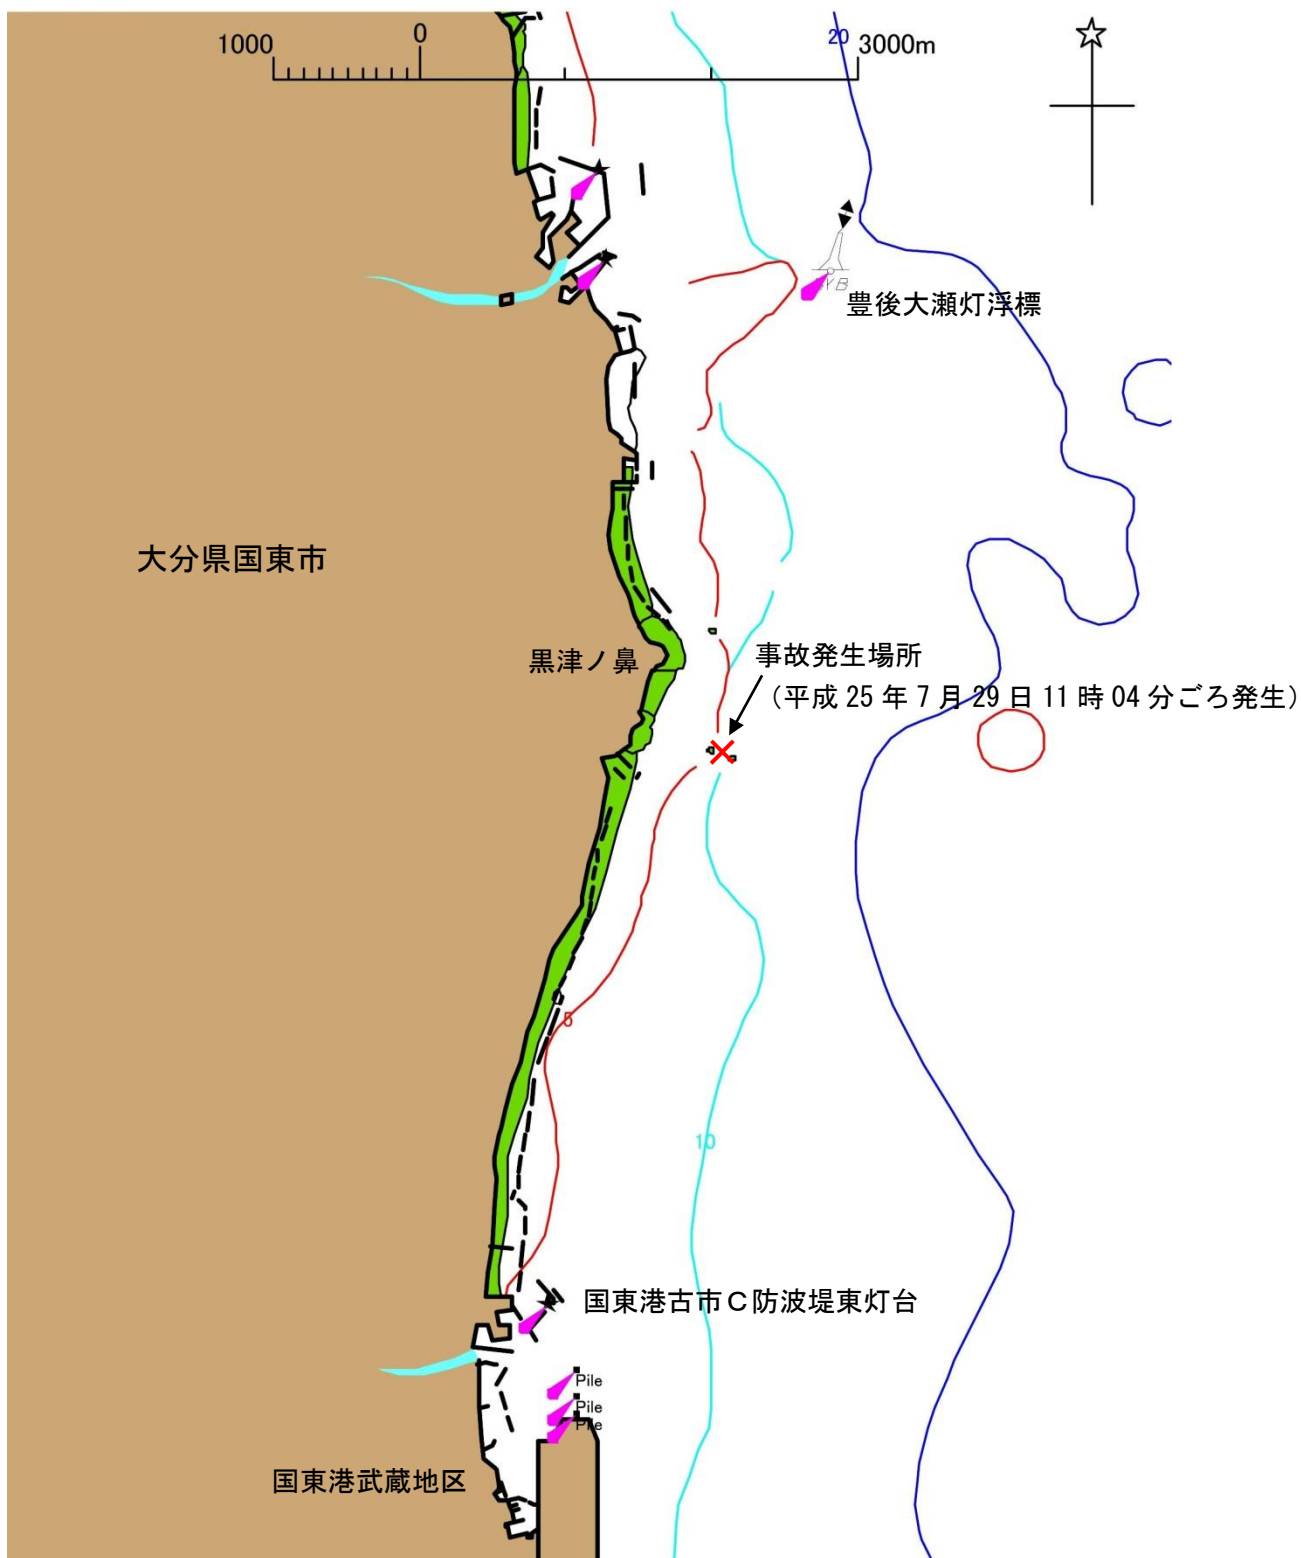 1000
0
20
3000m
豊後大瀬灯浮標
大分県国東市
黒津ノ鼻
事故発生場所
（平成 25 年 7 月 29 日 11 時 04 分ごろ発生）
5
10
国東港古市Ｃ防波堤東灯台
Pile
Pile
Pile
国東港武蔵地区